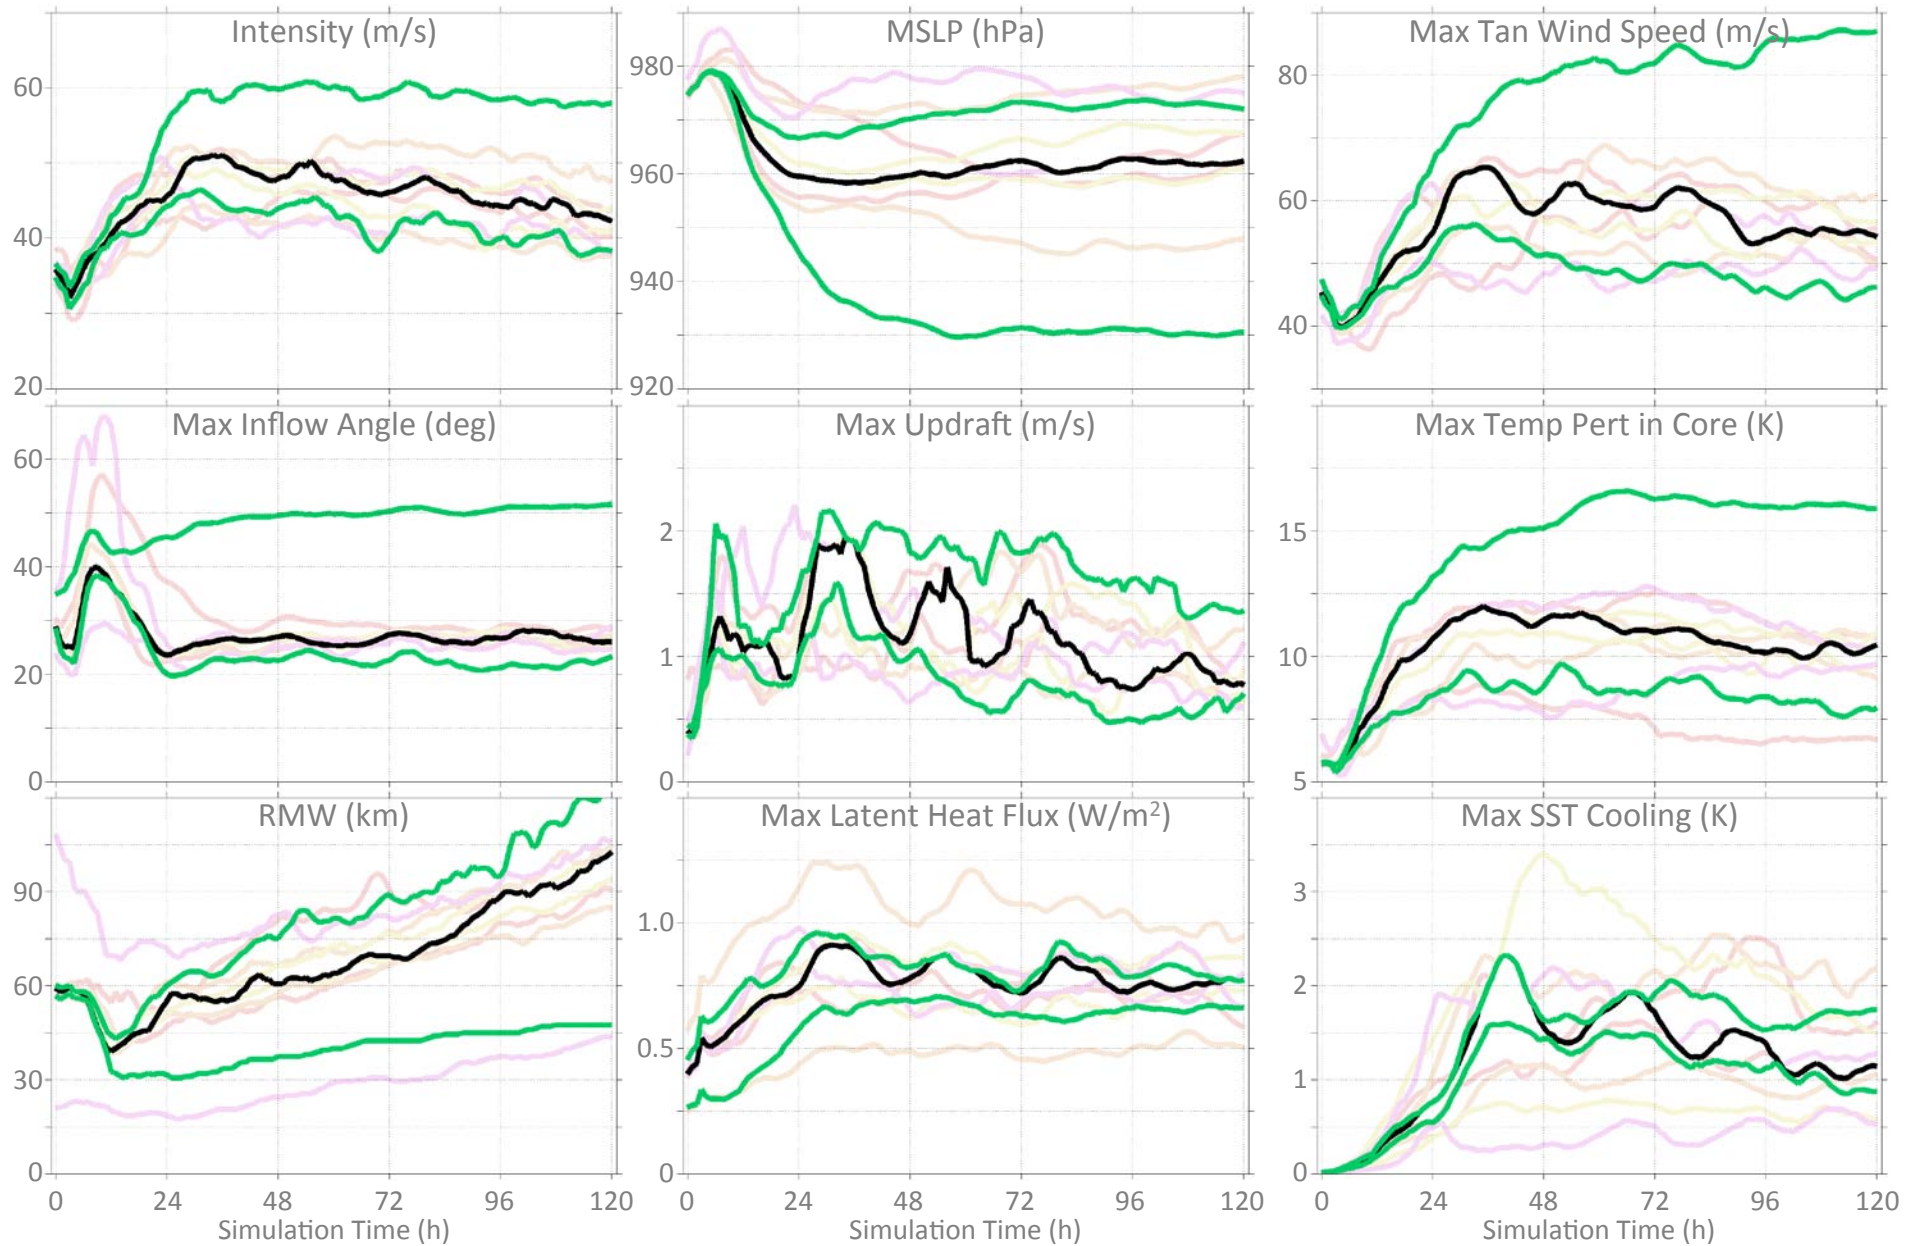 Intensity (m/s)
60
40
20
MSLP (hPa)
980
960
940
920
Max Tan Wind Speed (m/s)
80
60
40
Max Inflow Angle (deg)
60
40
20
0
Max Updraft (m/s)
2
1
0
Max Temp Pert in Core (K)
15
10
5
RMW (km)
90
60
30
0
0 24 48 72 96 120
Simulation Time (h)
Max Latent Heat Flux (W/m²)
1.0
0.5
0
0 24 48 72 96 120
Simulation Time (h)
Max SST Cooling (K)
3
2
1
0
0 24 48 72 96 120
Simulation Time (h)